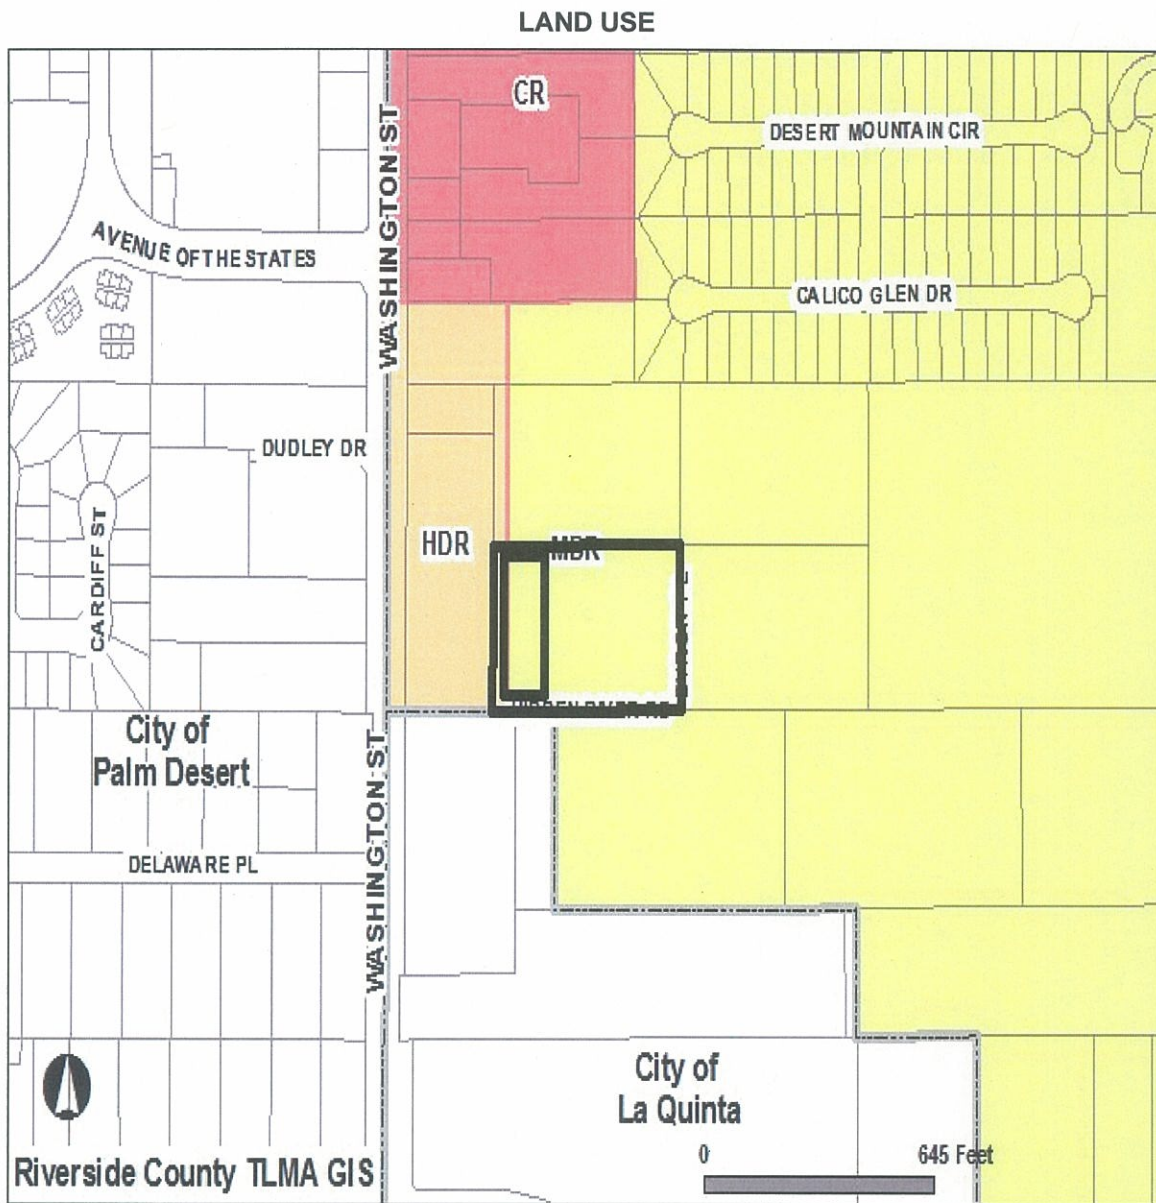 LAND USE
CR
WASHINGTON ST
DESERT MOUNTAIN CIR
AVENUE OF THE STATES
CALICO GLEN DR
DUDLEY DR
CARDIFF ST
HDR
MDR
City of
Palm Desert
WASHINGTON ST
DELAWARE PL
City of
La Quinta
0
645 Feet
Riverside County TLMA GIS